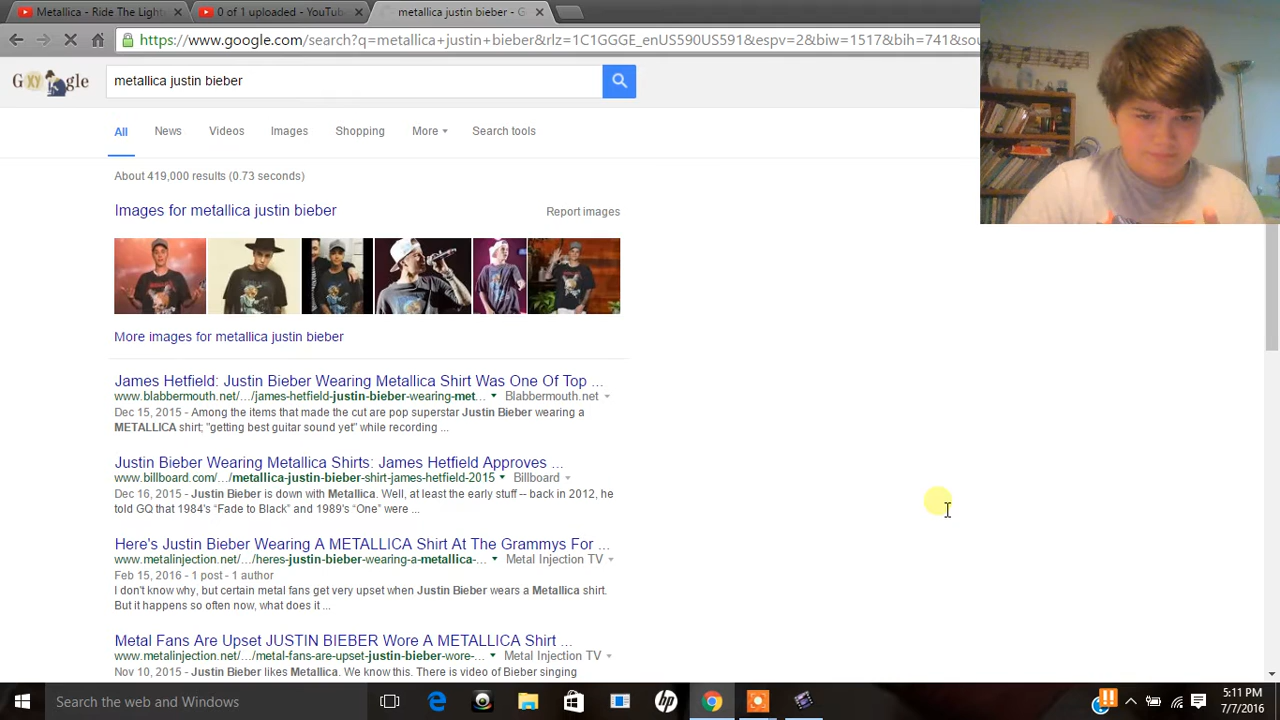 Metallica - Ride The Light
0 of 1 uploaded - YouTube
metallica justin bieber - G
https://www.google.com/search?q=metallica+justin+bieber&rlz=1C1GGGE_enUS590US591&espv=2&biw=1517&bih=741&sou
G XY gle
metallica justin bieber
All News Videos Images Shopping More Search tools
About 419,000 results (0.73 seconds)
Images for metallica justin bieber
Report images
More images for metallica justin bieber
James Hetfield: Justin Bieber Wearing Metallica Shirt Was One Of Top ...
www.blabbermouth.net/.../james-hetfield-justin-bieber-wearing-met... Blabbermouth.net
Dec 15, 2015 - Among the items that made the cut are pop superstar Justin Bieber wearing a
METALLICA shirt; "getting best guitar sound yet" while recording ...
Justin Bieber Wearing Metallica Shirts: James Hetfield Approves ...
www.billboard.com/.../metallica-justin-bieber-shirt-james-hetfield-2015 Billboard
Dec 16, 2015 - Justin Bieber is down with Metallica. Well, at least the early stuff -- back in 2012, he
told GQ that 1984's "Fade to Black" and 1989's "One" were ...
Here's Justin Bieber Wearing A METALLICA Shirt At The Grammys For ...
www.metalinjection.net/.../heres-justin-bieber-wearing-a-metallica-... Metal Injection TV
Feb 15, 2016 - 1 post - 1 author
I don't know why, but certain metal fans get very upset when Justin Bieber wears a Metallica shirt.
But it happens so often now, what does it ...
Metal Fans Are Upset JUSTIN BIEBER Wore A METALLICA Shirt ...
www.metalinjection.net/.../metal-fans-are-upset-justin-bieber-wore-... Metal Injection TV
Nov 10, 2015 - Justin Bieber likes Metallica. We know this. There is video of Bieber singing
Search the web and Windows
hp
5:11 PM
7/7/2016